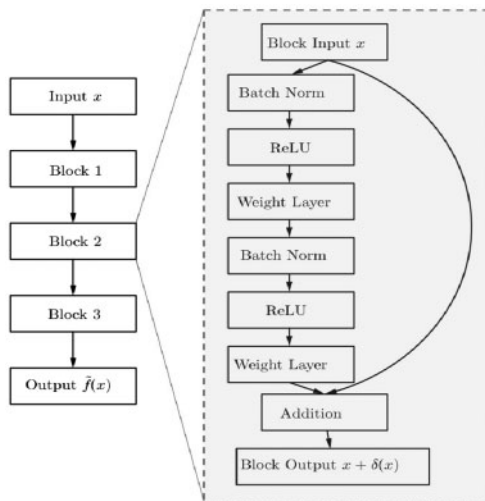 Input x
Block 1
Block 2
Block 3
Output f̃(x)
Block Input x
Batch Norm
ReLU
Weight Layer
Batch Norm
ReLU
Weight Layer
Addition
Block Output x + δ(x)